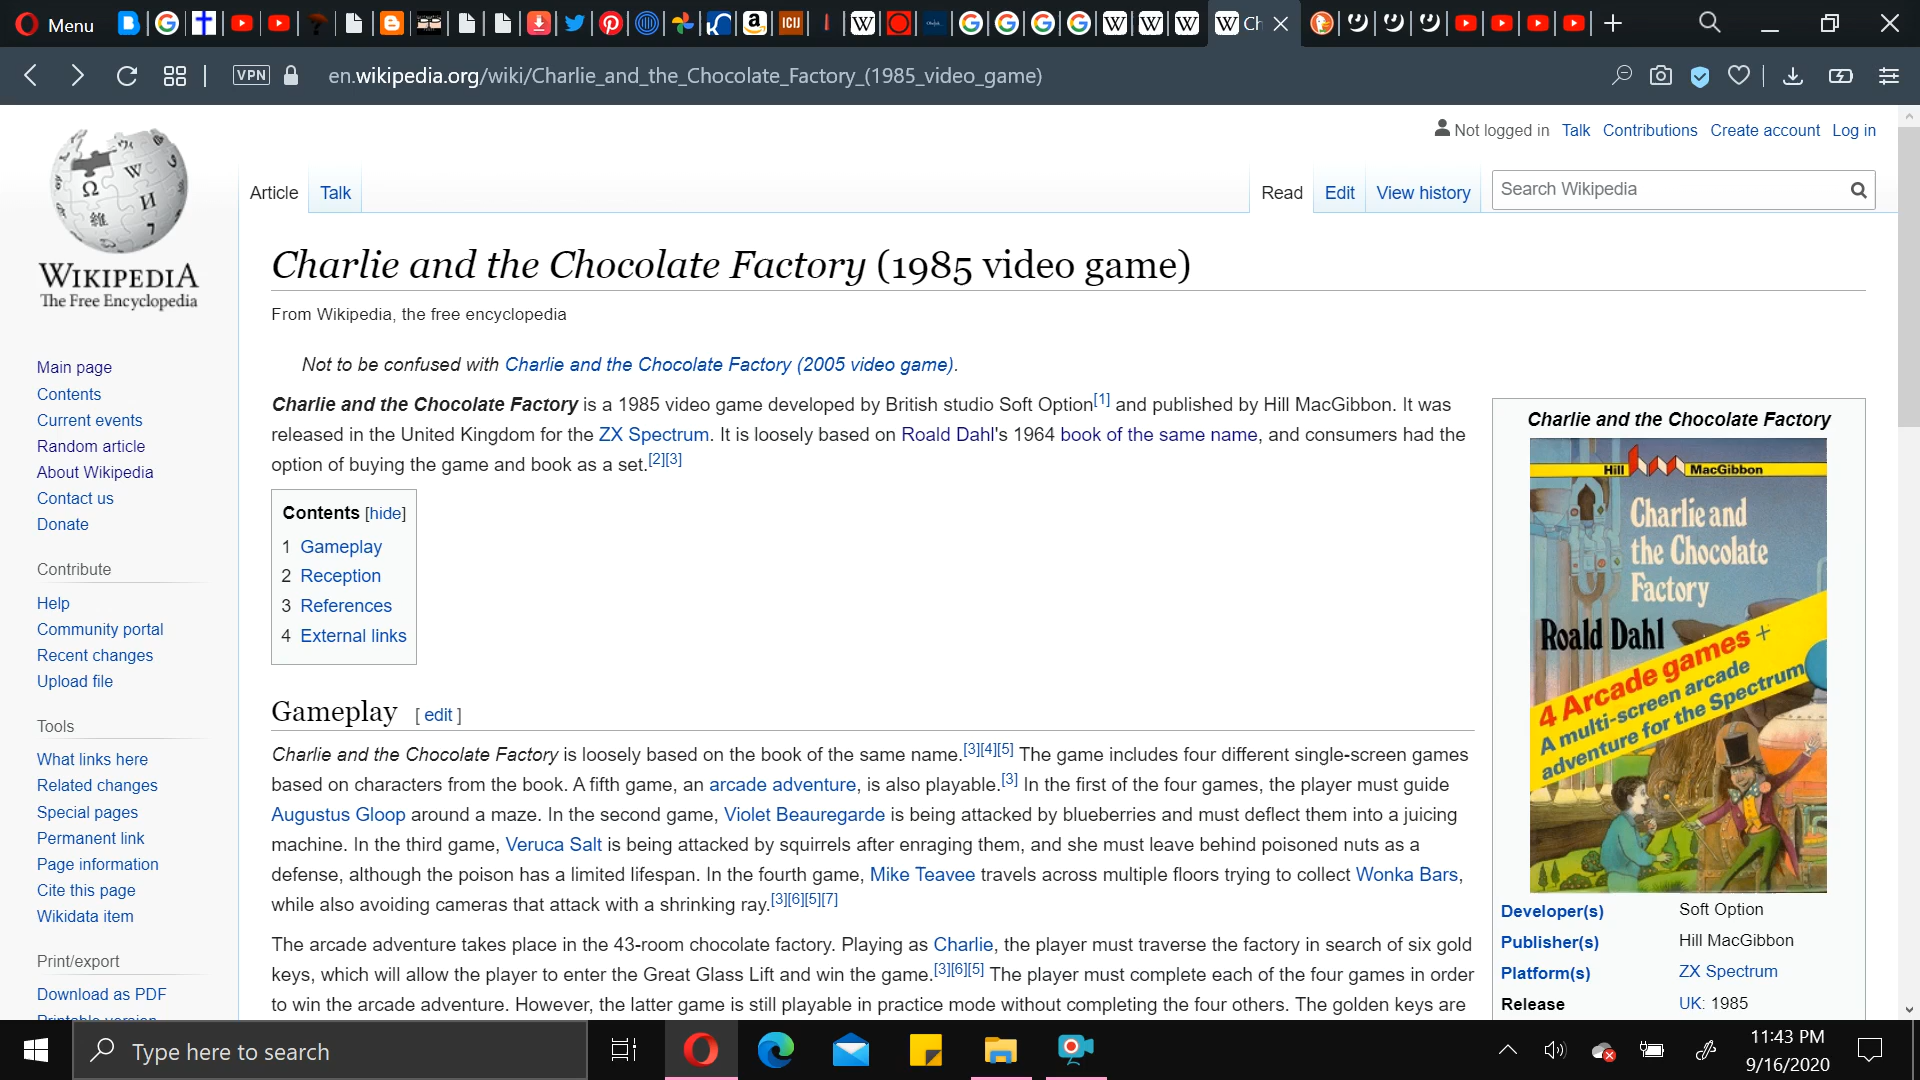 Menu
Ch
VPN
en.wikipedia.org/wiki/Charlie_and_the_Chocolate_Factory_(1985_video_game)
Not logged in Talk Contributions Create account Log in
Article Talk
Read Edit View history
Search Wikipedia
WIKIPEDIA
The Free Encyclopedia
Main page
Contents
Current events
Random article
About Wikipedia
Contact us
Donate
Contribute
Help
Community portal
Recent changes
Upload file
Tools
What links here
Related changes
Special pages
Permanent link
Page information
Cite this page
Wikidata item
Print/export
Download as PDF
Printable version
Charlie and the Chocolate Factory (1985 video game)
From Wikipedia, the free encyclopedia
Not to be confused with Charlie and the Chocolate Factory (2005 video game).
Charlie and the Chocolate Factory is a 1985 video game developed by British studio Soft Option[1] and published by Hill MacGibbon. It was
released in the United Kingdom for the ZX Spectrum. It is loosely based on Roald Dahl's 1964 book of the same name, and consumers had the
option of buying the game and book as a set.[2][3]
Contents [hide]
1 Gameplay
2 Reception
3 References
4 External links
Gameplay [ edit ]
Charlie and the Chocolate Factory is loosely based on the book of the same name.[3][4][5] The game includes four different single-screen games
based on characters from the book. A fifth game, an arcade adventure, is also playable.[3] In the first of the four games, the player must guide
Augustus Gloop around a maze. In the second game, Violet Beauregarde is being attacked by blueberries and must deflect them into a juicing
machine. In the third game, Veruca Salt is being attacked by squirrels after enraging them, and she must leave behind poisoned nuts as a
defense, although the poison has a limited lifespan. In the fourth game, Mike Teavee travels across multiple floors trying to collect Wonka Bars,
while also avoiding cameras that attack with a shrinking ray.[3][6][5][7]
The arcade adventure takes place in the 43-room chocolate factory. Playing as Charlie, the player must traverse the factory in search of six gold
keys, which will allow the player to enter the Great Glass Lift and win the game.[3][6][5] The player must complete each of the four games in order
to win the arcade adventure. However, the latter game is still playable in practice mode without completing the four others. The golden keys are
Charlie and the Chocolate Factory
Hill MacGibbon
Charlie and
the Chocolate
Factory
Roald Dahl
4 Arcade games +
A multi-screen arcade
adventure for the Spectrum
Developer(s) Soft Option
Publisher(s) Hill MacGibbon
Platform(s) ZX Spectrum
Release UK: 1985
Type here to search
11:43 PM
9/16/2020